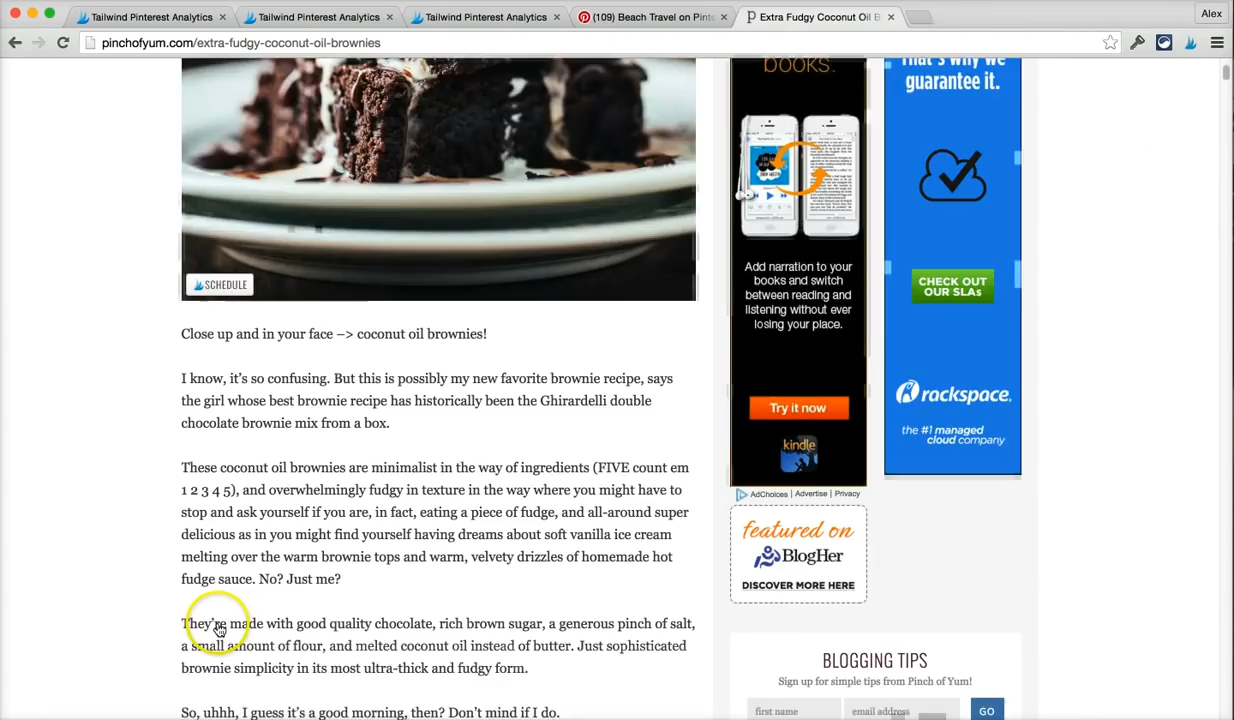 Tailwind Pinterest Analytics
Tailwind Pinterest Analytics
Tailwind Pinterest Analytics
(109) Beach Travel on Pint
Extra Fudgy Coconut Oil B
Alex
pinchofyum.com/extra-fudgy-coconut-oil-brownies
SCHEDULE
Close up and in your face –> coconut oil brownies!
I know, it's so confusing. But this is possibly my new favorite brownie recipe, says
the girl whose best brownie recipe has historically been the Ghirardelli double
chocolate brownie mix from a box.
These coconut oil brownies are minimalist in the way of ingredients (FIVE count em
1 2 3 4 5), and overwhelmingly fudgy in texture in the way where you might have to
stop and ask yourself if you are, in fact, eating a piece of fudge, and all-around super
delicious as in you might find yourself having dreams about soft vanilla ice cream
melting over the warm brownie tops and warm, velvety drizzles of homemade hot
fudge sauce. No? Just me?
They're made with good quality chocolate, rich brown sugar, a generous pinch of salt,
a small amount of flour, and melted coconut oil instead of butter. Just sophisticated
brownie simplicity in its most ultra-thick and fudgy form.
So, uhhh, I guess it's a good morning, then? Don't mind if I do.
books.
Add narration to your
books and switch
between reading and
listening without ever
losing your place.
Try it now
kindle
AdChoices | Advertise | Privacy
featured on
BlogHer
DISCOVER MORE HERE
That's why we
guarantee it.
CHECK OUT
OUR SLAs
rackspace.
the #1 managed
cloud company
BLOGGING TIPS
Sign up for simple tips from Pinch of Yum!
first name
email address
GO